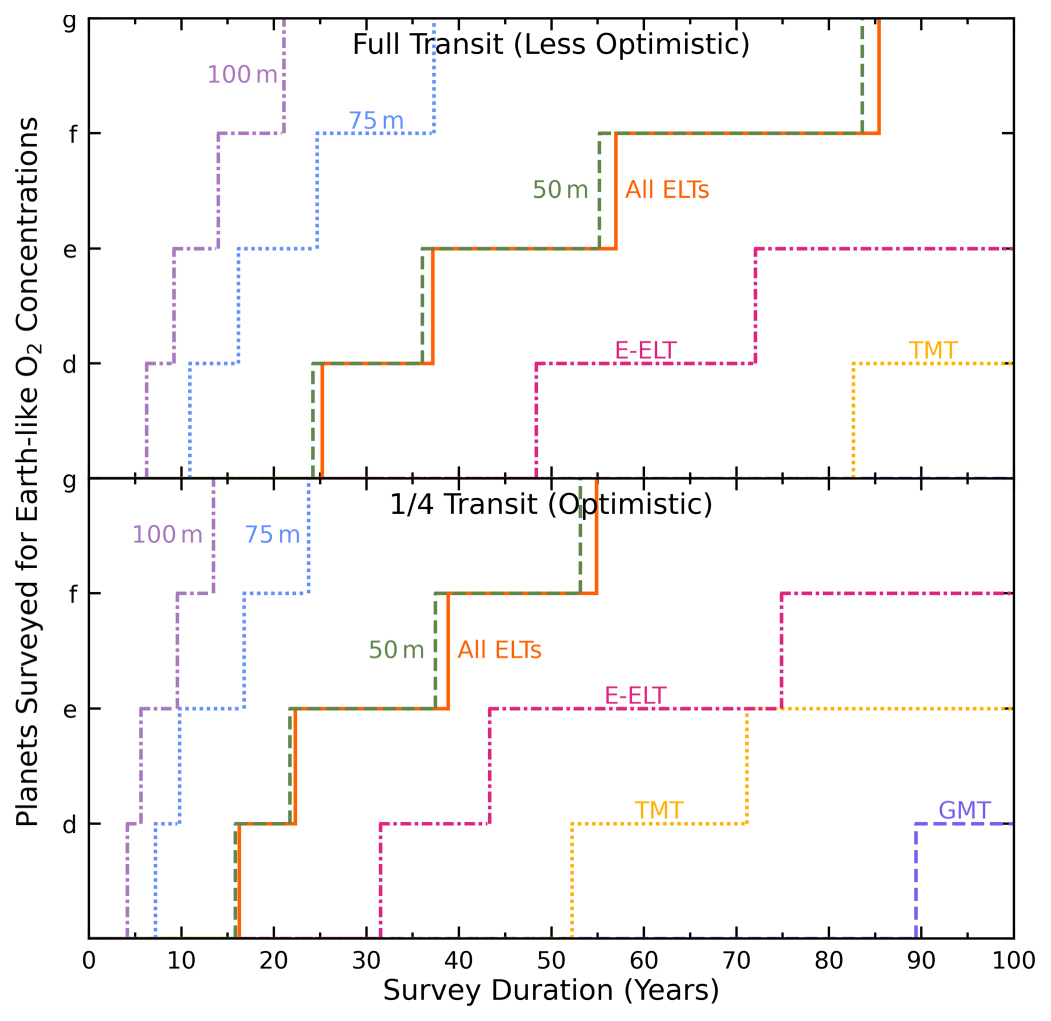 Planets Surveyed for Earth-like O₂ Concentrations
g
Full Transit (Less Optimistic)
100 m
75 m
f
50 m
All ELTs
e
E-ELT
TMT
d
g
1/4 Transit (Optimistic)
100 m
75 m
f
50 m
All ELTs
E-ELT
e
TMT
GMT
d
0 10 20 30 40 50 60 70 80 90 100
Survey Duration (Years)